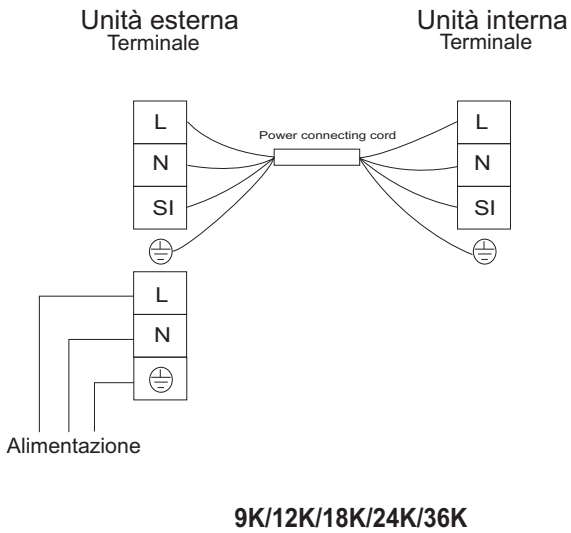 Unità esterna
Terminale
Unità interna
Terminale
Power connecting cord
L
N
SI
L
N
SI
L
N
Alimentazione
9K/12K/18K/24K/36K